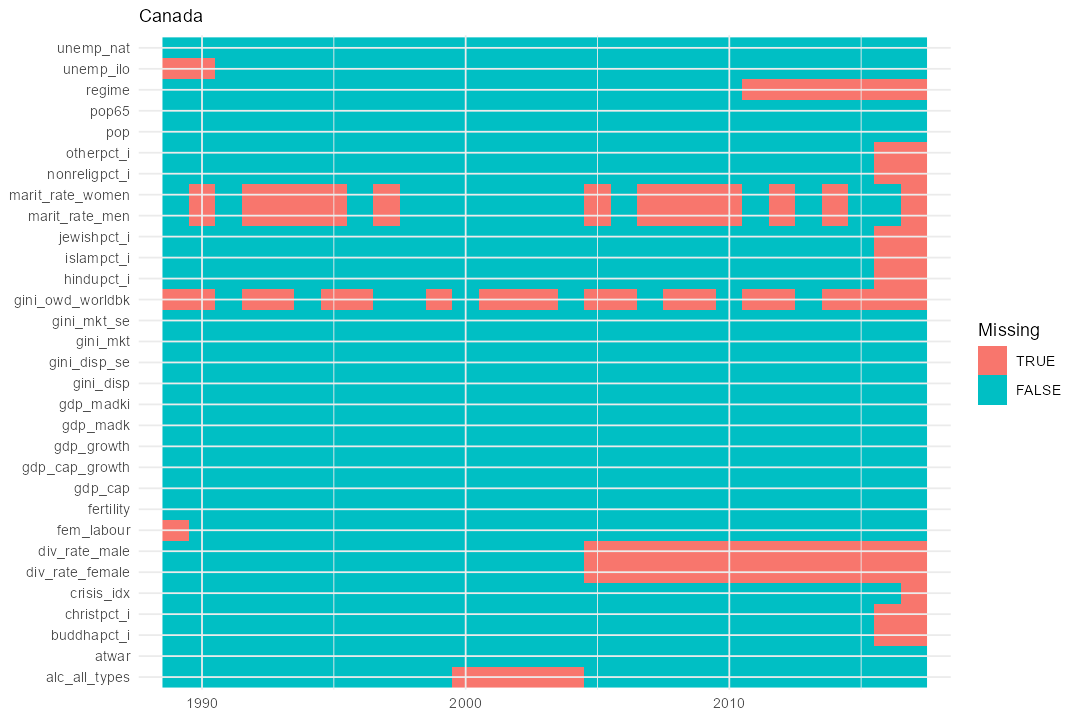 Canada
unemp_nat
unemp_ilo
regime
pop65
pop
otherpct_i
nonreligpct_i
marit_rate_women
marit_rate_men
jewishpct_i
islampct_i
hindupct_i
gini_owd_worldbk
gini_mkt_se
gini_mkt
gini_disp_se
gini_disp
gdp_madki
gdp_madk
gdp_growth
gdp_cap_growth
gdp_cap
fertility
fem_labour
div_rate_male
div_rate_female
crisis_idx
christpct_i
buddhapct_i
atwar
alc_all_types
1990 2000 2010
Missing
TRUE
FALSE